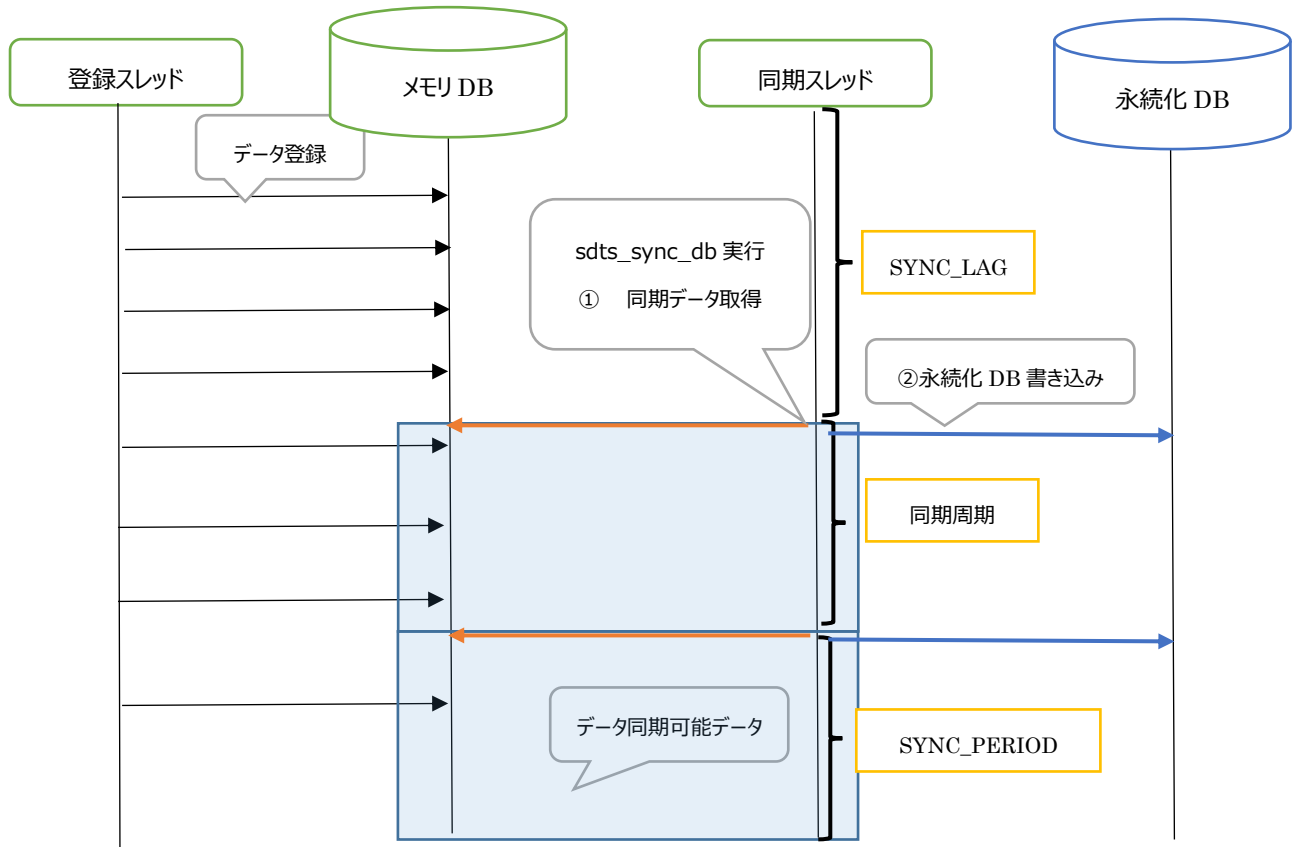 登録スレッド
メモリ DB
同期スレッド
永続化 DB
データ登録
sdts_sync_db 実行
① 同期データ取得
SYNC_LAG
②永続化 DB 書き込み
同期周期
データ同期可能データ
SYNC_PERIOD